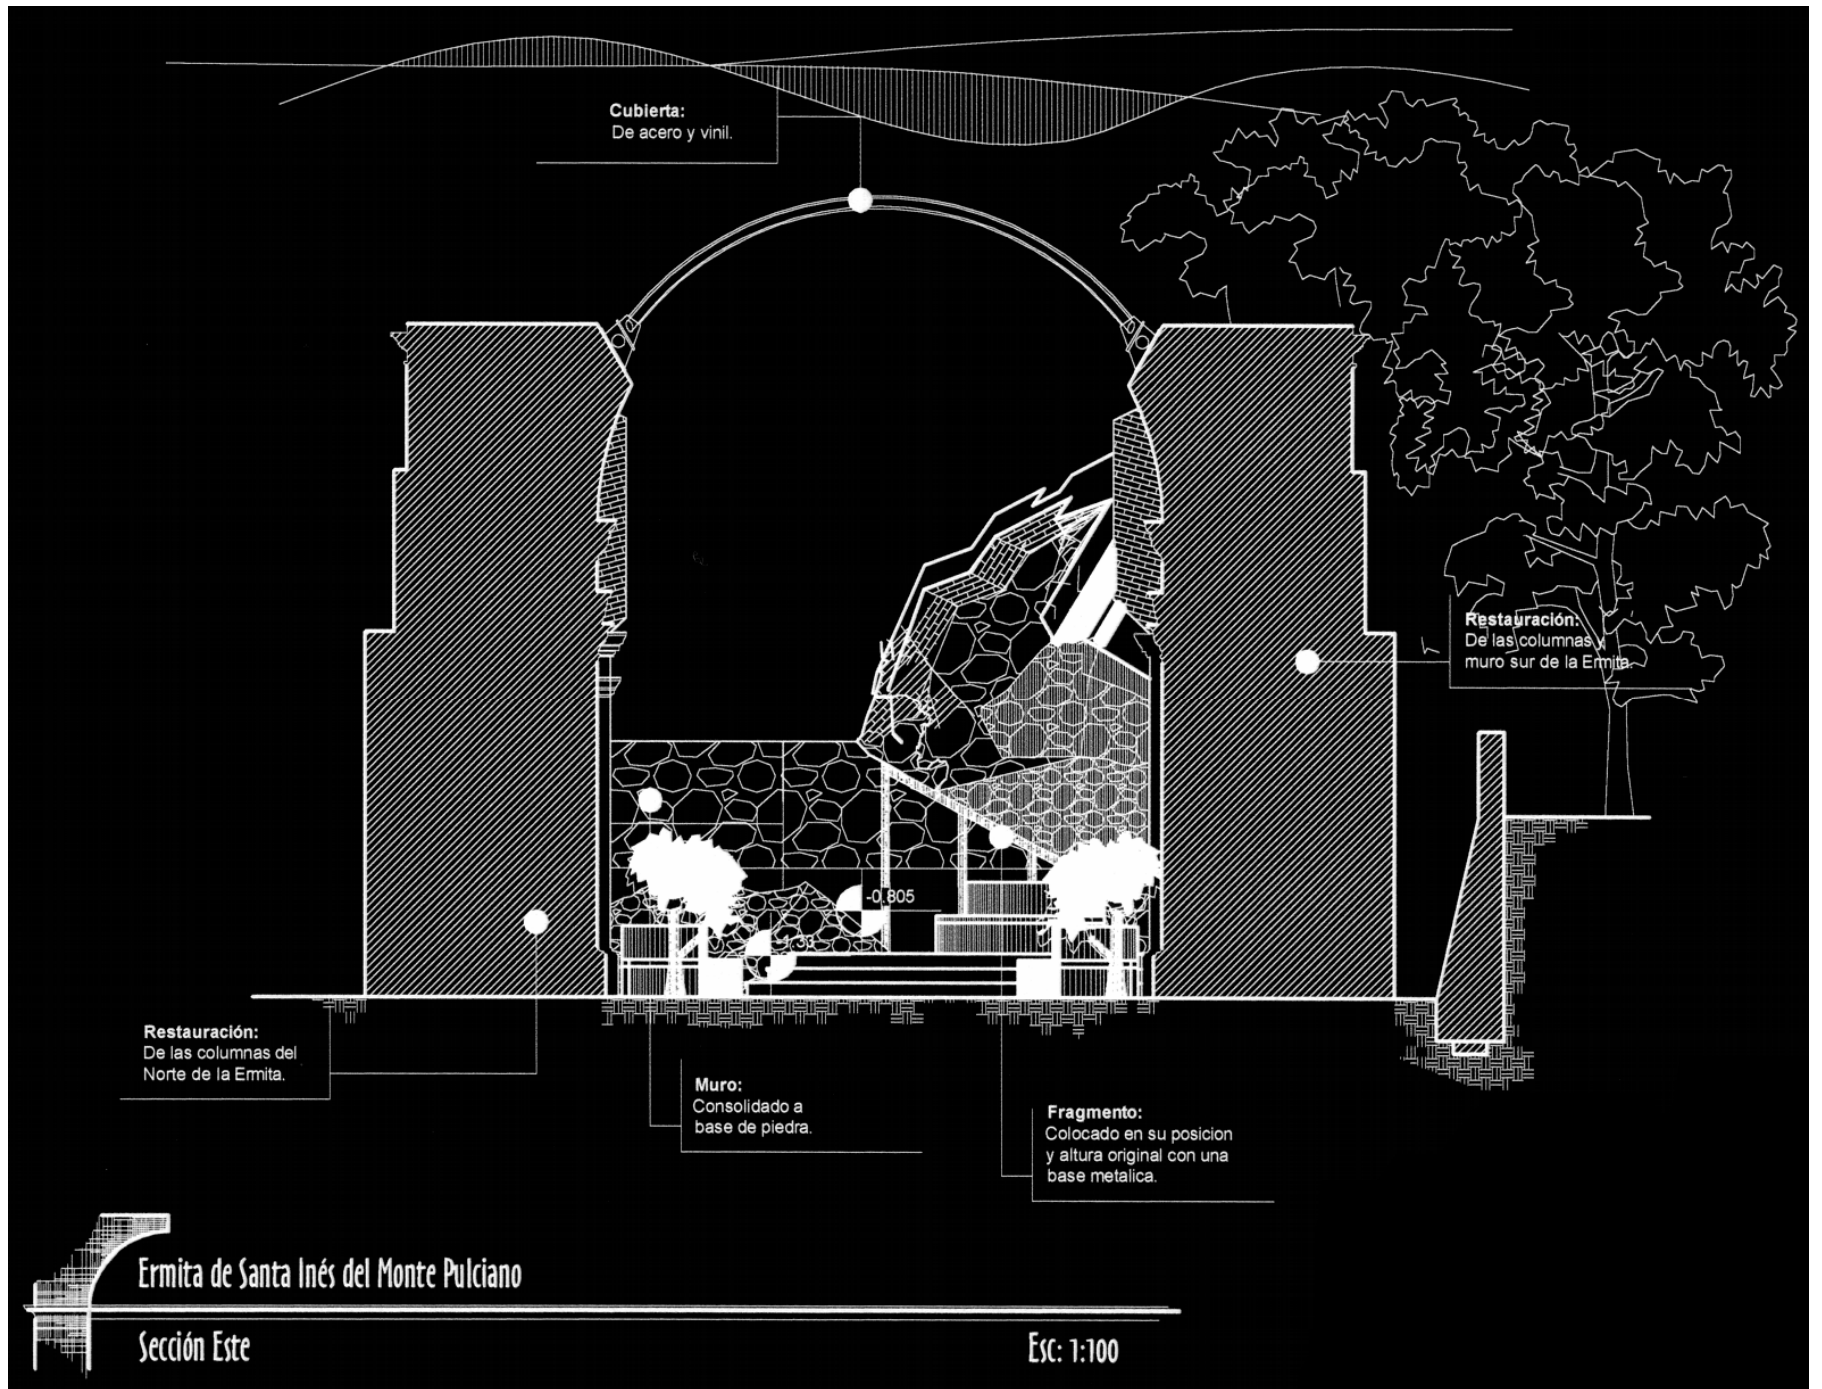 Cubierta:
De acero y vinil.
Restauración:
De las columnas y
muro sur de la Ermita.
-0.805
-1.33
Restauración:
De las columnas del
Norte de la Ermita.
Muro:
Consolidado a
base de piedra.
Fragmento:
Colocado en su posicion
y altura original con una
base metalica.
Ermita de Santa Inés del Monte Pulciano
Sección Este
Esc: 1:100